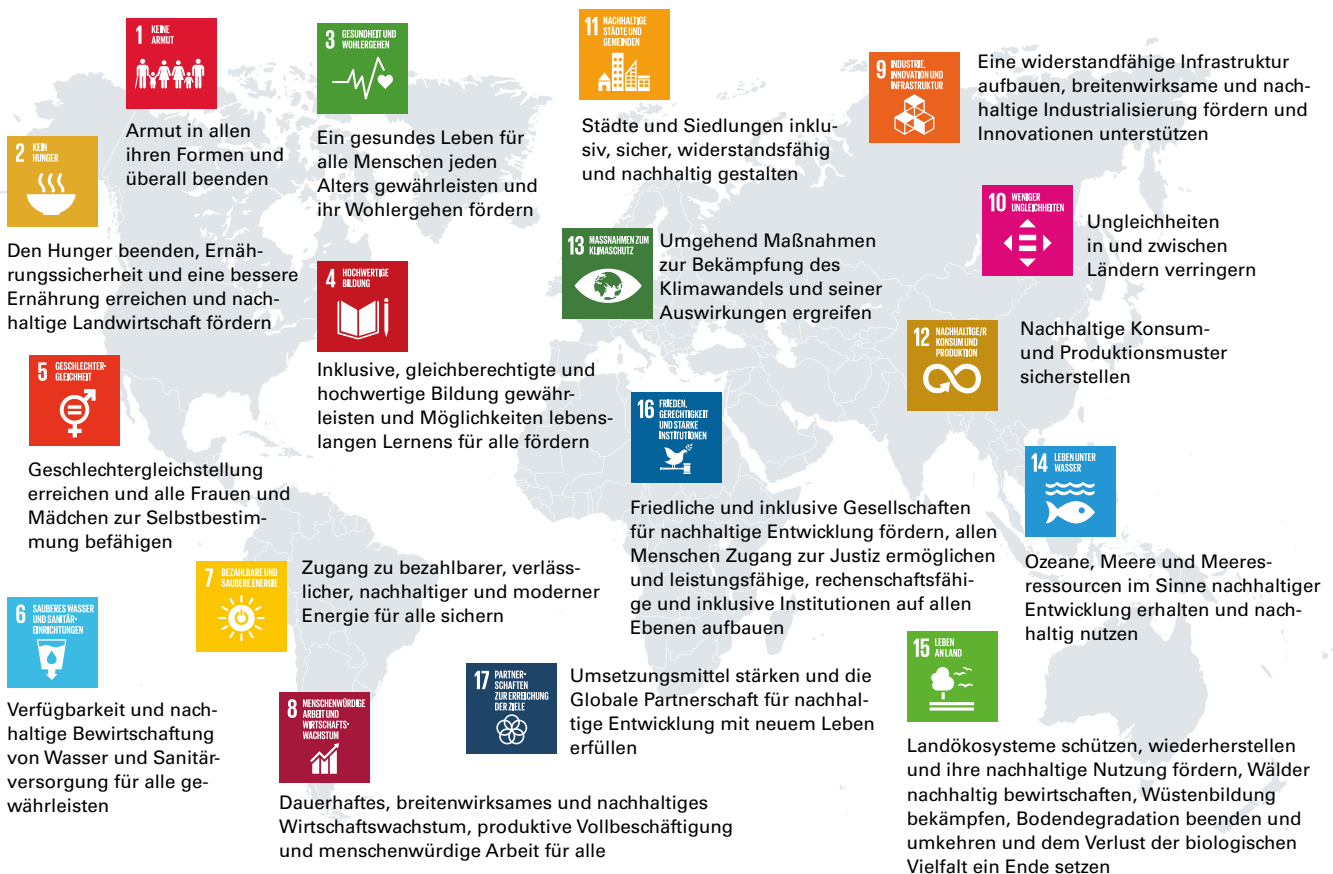 1 KEINE
ARMUT
Armut in allen
ihren Formen und
überall beenden
2 KEIN
HUNGER
Den Hunger beenden, Ernäh-
rungssicherheit und eine bessere
Ernährung erreichen und nach-
haltige Landwirtschaft fördern
3 GESUNDHEIT UND
WOHLERGEHEN
Ein gesundes Leben für
alle Menschen jeden
Alters gewährleisten und
ihr Wohlergehen fördern
4 HOCHWERTIGE
BILDUNG
Inklusive, gleichberechtigte und
hochwertige Bildung gewähr-
leisten und Möglichkeiten lebens-
langen Lernens für alle fördern
5 GESCHLECHTER-
GLEICHHEIT
Geschlechtergleichstellung
erreichen und alle Frauen und
Mädchen zur Selbstbestim-
mung befähigen
6 SAUBERES WASSER
UND SANITÄR-
EINRICHTUNGEN
Verfügbarkeit und nach-
haltige Bewirtschaftung
von Wasser und Sanitär-
versorgung für alle ge-
währleisten
7 BEZAHLBARE UND
SAUBERE ENERGIE
Zugang zu bezahlbarer, verläss-
licher, nachhaltiger und moderner
Energie für alle sichern
8 MENSCHENWÜRDIGE
ARBEIT UND
WIRTSCHAFTS-
WACHSTUM
Dauerhaftes, breitenwirksames und nachhaltiges
Wirtschaftswachstum, produktive Vollbeschäftigung
und menschenwürdige Arbeit für alle
9 INDUSTRIE,
INNOVATION UND
INFRASTRUKTUR
Eine widerstandfähige Infrastruktur
aufbauen, breitenwirksame und nach-
haltige Industrialisierung fördern und
Innovationen unterstützen
10 WENIGER
UNGLEICHHEITEN
Ungleichheiten
in und zwischen
Ländern verringern
11 NACHHALTIGE
STÄDTE UND
GEMEINDEN
Städte und Siedlungen inklu-
siv, sicher, widerstandsfähig
und nachhaltig gestalten
12 NACHHALTIGE/R
KONSUM UND
PRODUKTION
Nachhaltige Konsum-
und Produktionsmuster
sicherstellen
13 MASSNAHMEN ZUM
KLIMASCHUTZ
Umgehend Maßnahmen
zur Bekämpfung des
Klimawandels und seiner
Auswirkungen ergreifen
14 LEBEN UNTER
WASSER
Ozeane, Meere und Meeres-
ressourcen im Sinne nachhaltiger
Entwicklung erhalten und nach-
haltig nutzen
15 LEBEN
AN LAND
Landökosysteme schützen, wiederherstellen
und ihre nachhaltige Nutzung fördern, Wälder
nachhaltig bewirtschaften, Wüstenbildung
bekämpfen, Bodendegradation beenden und
umkehren und dem Verlust der biologischen
Vielfalt ein Ende setzen
16 FRIEDEN,
GERECHTIGKEIT
UND STARKE
INSTITUTIONEN
Friedliche und inklusive Gesellschaften
für nachhaltige Entwicklung fördern, allen
Menschen Zugang zur Justiz ermöglichen
und leistungsfähige, rechenschaftsfähi-
ge und inklusive Institutionen auf allen
Ebenen aufbauen
17 PARTNER-
SCHAFTEN
ZUR ERREICHUNG
DER ZIELE
Umsetzungsmittel stärken und die
Globale Partnerschaft für nachhal-
tige Entwicklung mit neuem Leben
erfüllen